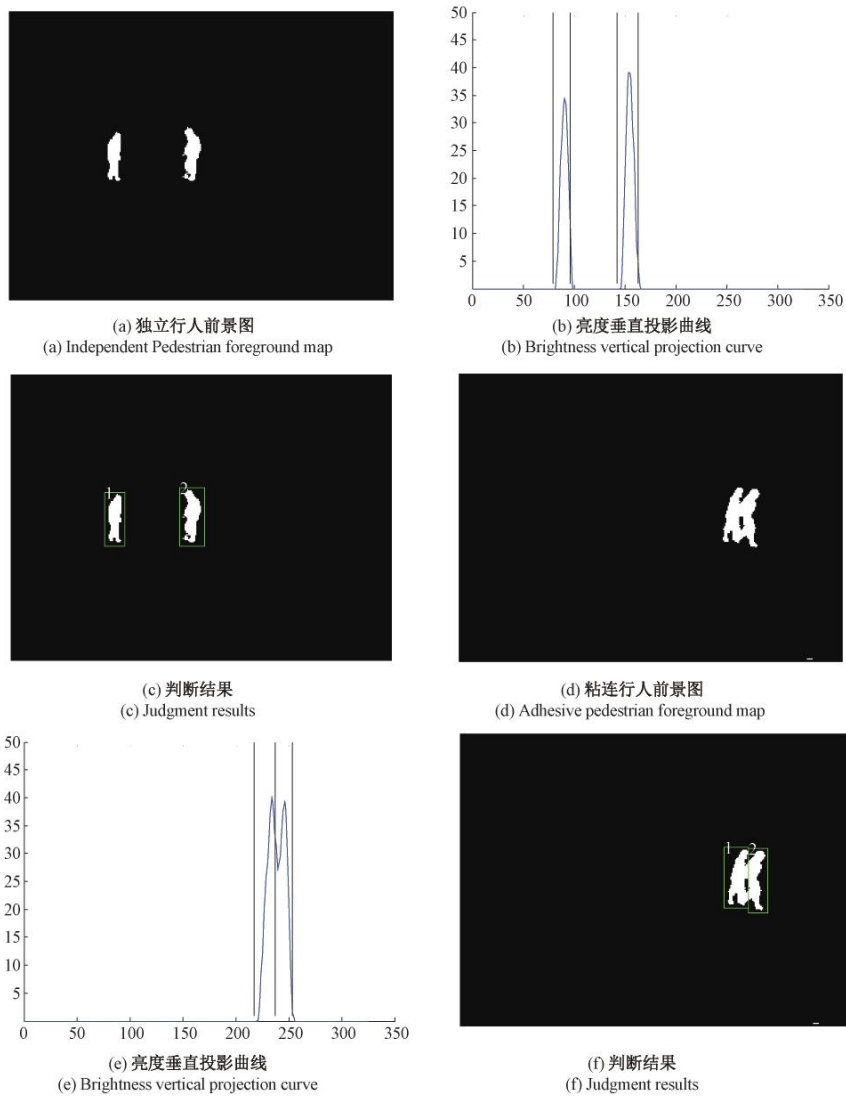 50
45
40
35
30
25
20
15
10
5
0 50 100 150 200 250 300 350
(a) 独立行人前景图
(a) Independent Pedestrian foreground map
(b) 亮度垂直投影曲线
(b) Brightness vertical projection curve
1
2
(c) 判断结果
(c) Judgment results
(d) 粘连行人前景图
(d) Adhesive pedestrian foreground map
50
45
40
35
30
25
20
15
10
5
0 50 100 150 200 250 300 350
(e) 亮度垂直投影曲线
(e) Brightness vertical projection curve
1 2
(f) 判断结果
(f) Judgment results